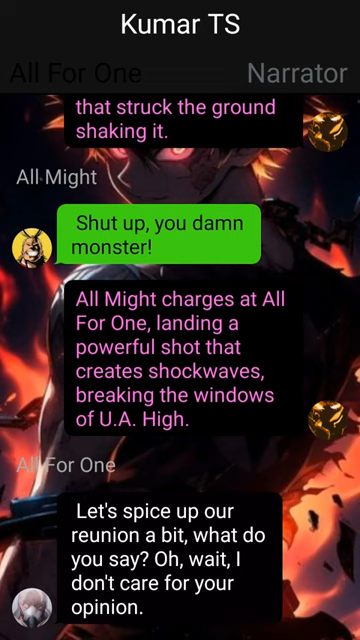 Kumar TS
All For One
Narrator
that struck the ground
shaking it.
All Might
Shut up, you damn
monster!
All Might charges at All
For One, landing a
powerful shot that
creates shockwaves,
breaking the windows
of U.A. High.
All For One
Let's spice up our
reunion a bit, what do
you say? Oh, wait, I
don't care for your
opinion.